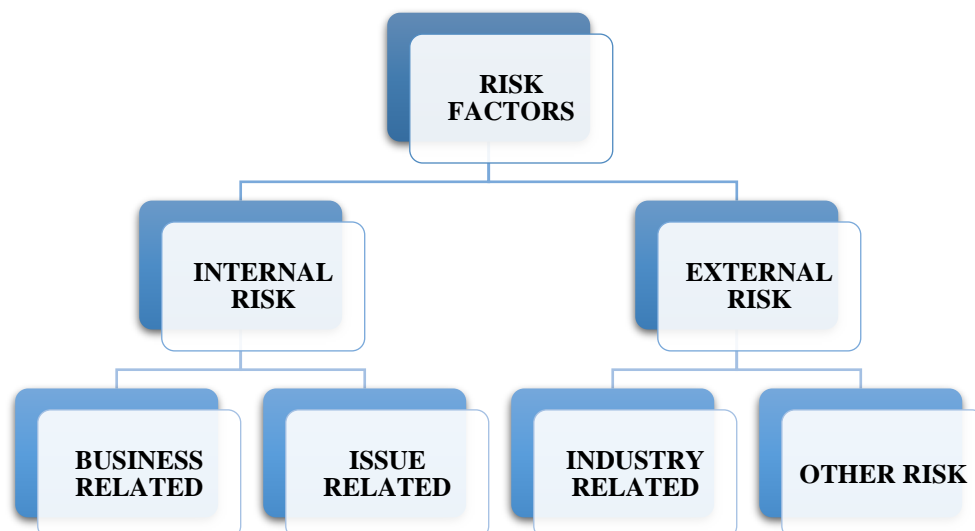 RISK
FACTORS
INTERNAL
RISK
EXTERNAL
RISK
BUSINESS
RELATED
ISSUE
RELATED
INDUSTRY
RELATED
OTHER RISK